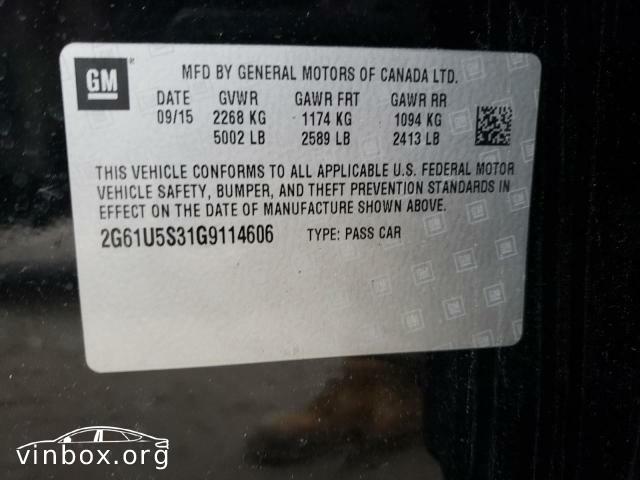 GM
MFD BY GENERAL MOTORS OF CANADA LTD.
DATE GVWR GAWR FRT GAWR RR
09/15 2268 KG 1174 KG 1094 KG
5002 LB 2589 LB 2413 LB
THIS VEHICLE CONFORMS TO ALL APPLICABLE U.S. FEDERAL MOTOR
VEHICLE SAFETY, BUMPER, AND THEFT PREVENTION STANDARDS IN
EFFECT ON THE DATE OF MANUFACTURE SHOWN ABOVE.
2G61U5S31G9114606 TYPE: PASS CAR
vinbox.org